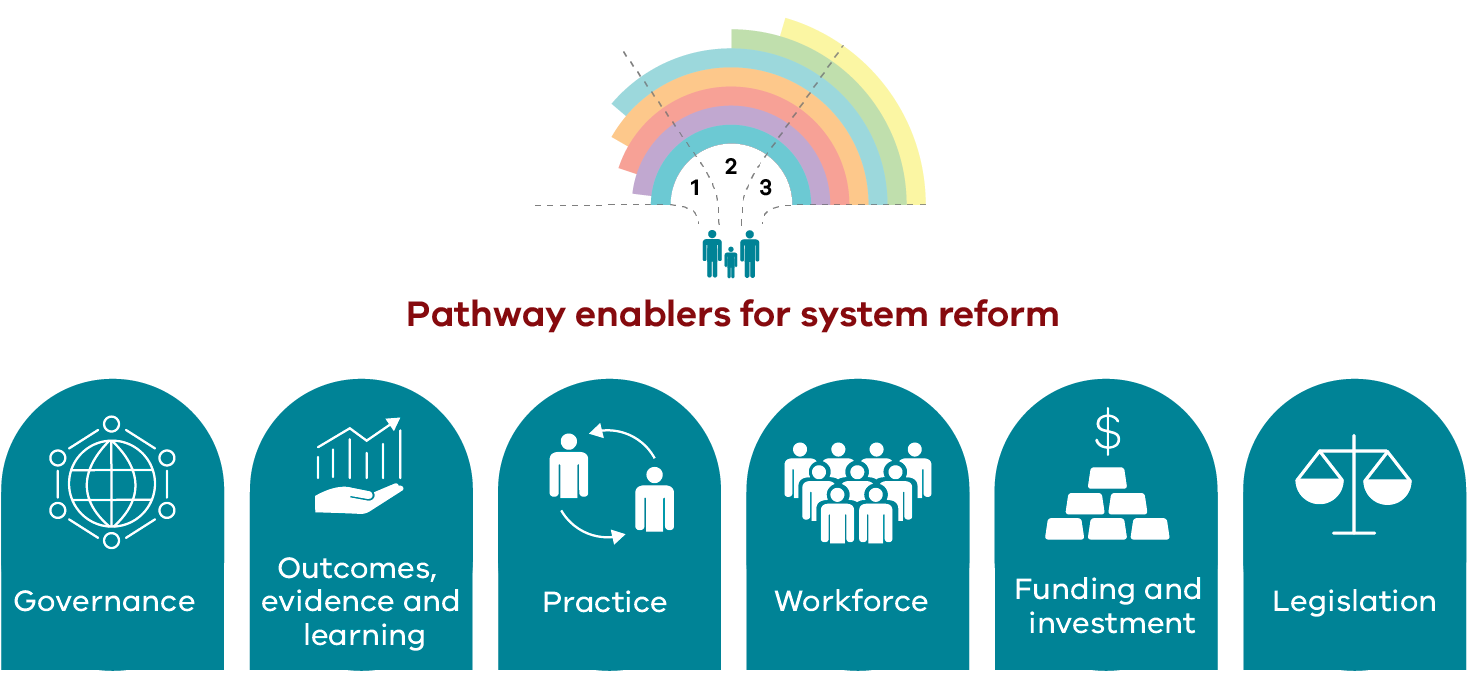 1
2
3
Pathway enablers for system reform
Governance
Outcomes,
evidence and
learning
Practice
Workforce
$
Funding and
investment
Legislation